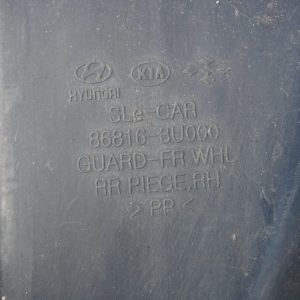 KIA
HYUNDAI
SLe-CAR
86816-3U000
GUARD-FR WHL
RR PIECE,RH
>PP<